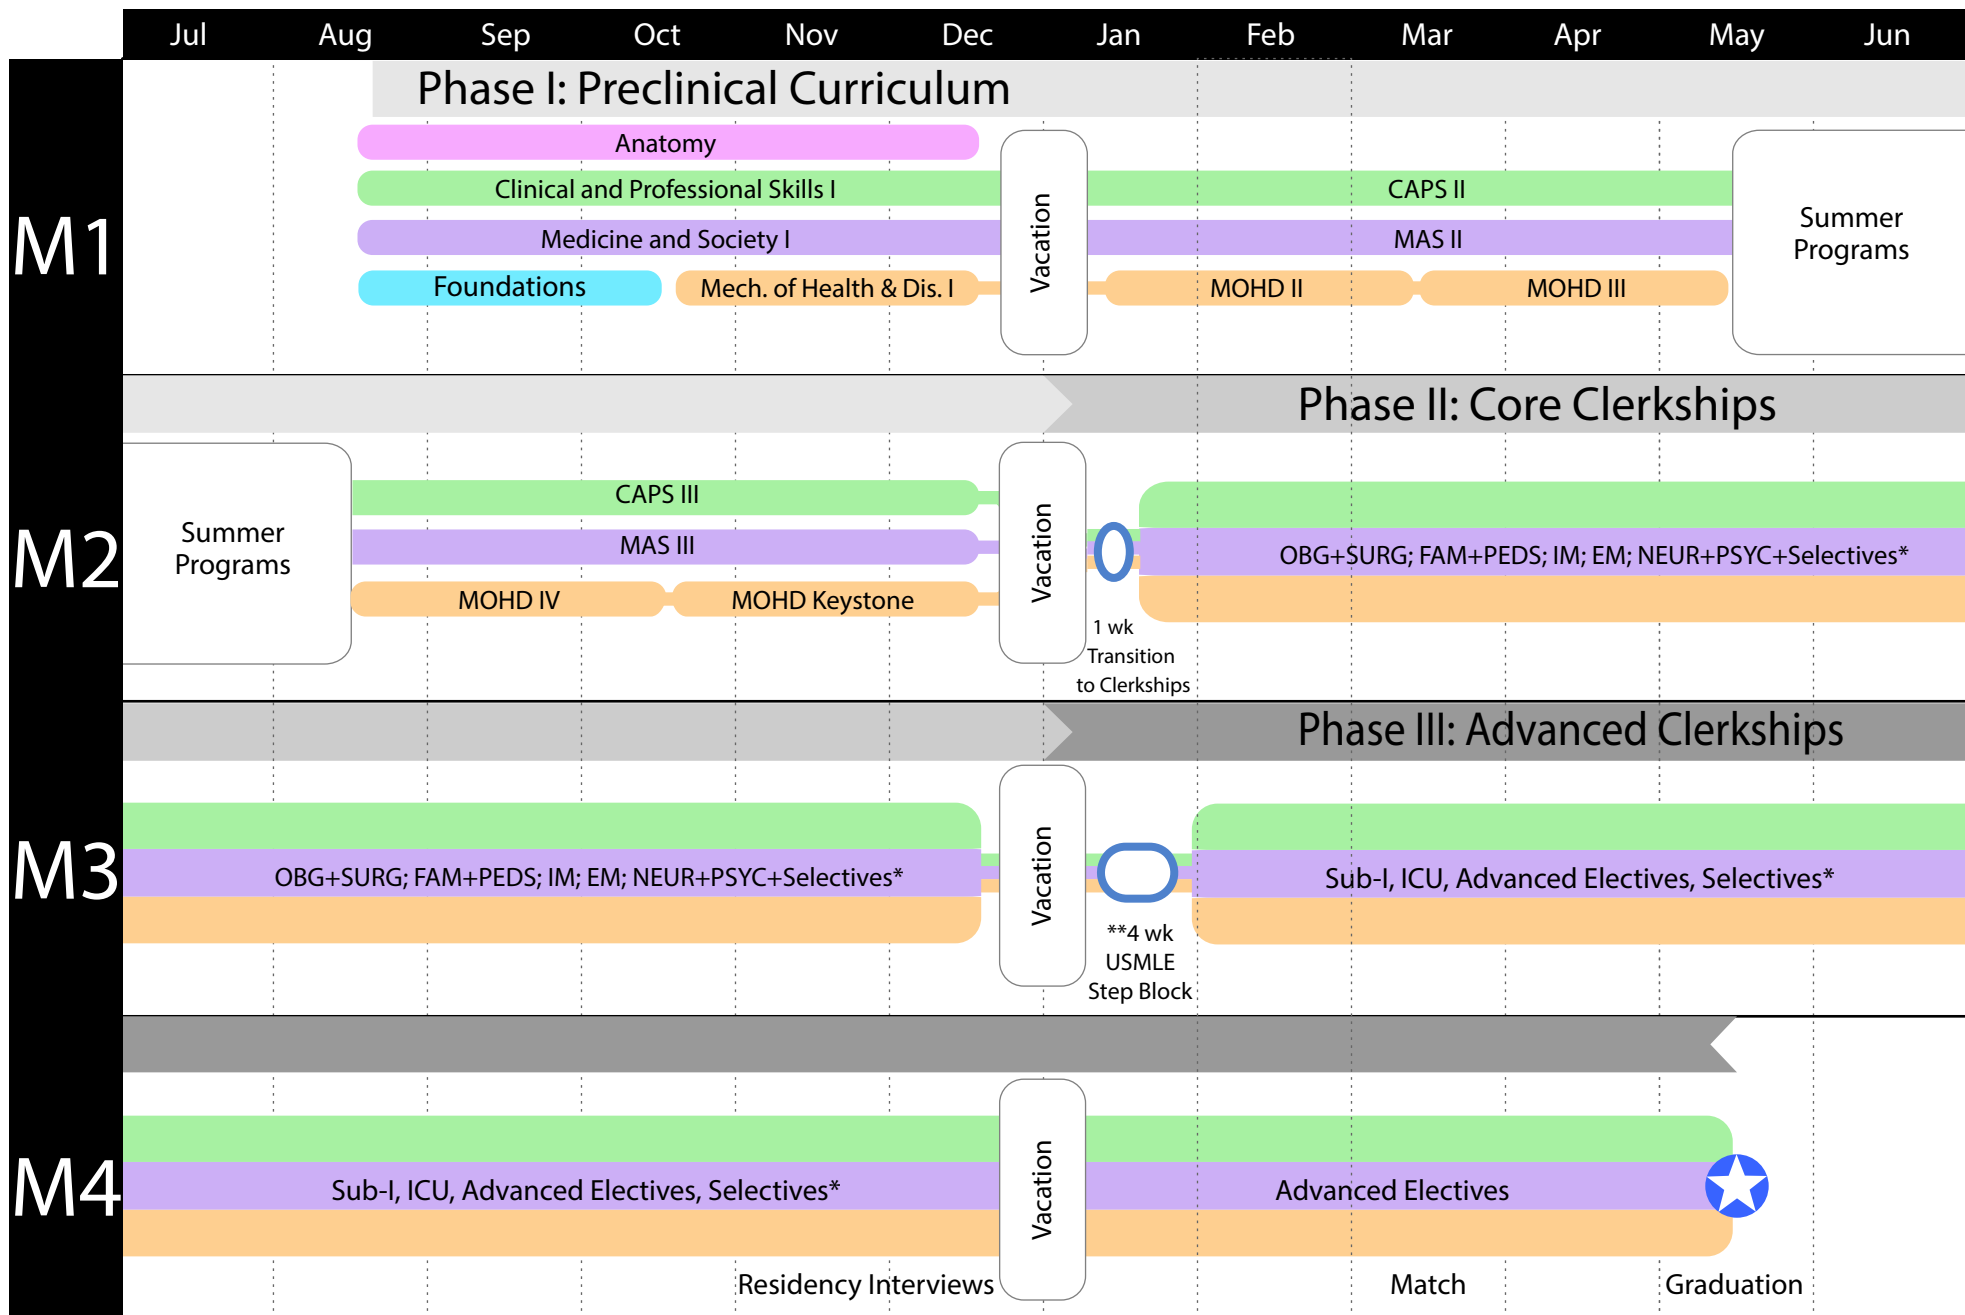 Jul Aug Sep Oct Nov Dec Jan Feb Mar Apr May Jun
M1
Phase I: Preclinical Curriculum
Anatomy
Clinical and Professional Skills I
CAPS II
Medicine and Society I
MAS II
Foundations
Mech. of Health & Dis. I
MOHD II
MOHD III
Vacation
Summer
Programs
M2
Phase II: Core Clerkships
Summer
Programs
CAPS III
MAS III
MOHD IV
MOHD Keystone
Vacation
1 wk
Transition
to Clerkships
OBG+SURG; FAM+PEDS; IM; EM; NEUR+PSYC+Selectives*
M3
Phase III: Advanced Clerkships
OBG+SURG; FAM+PEDS; IM; EM; NEUR+PSYC+Selectives*
Vacation
**4 wk
USMLE
Step Block
Sub-I, ICU, Advanced Electives, Selectives*
M4
Sub-I, ICU, Advanced Electives, Selectives*
Vacation
Advanced Electives
Residency Interviews
Match
Graduation